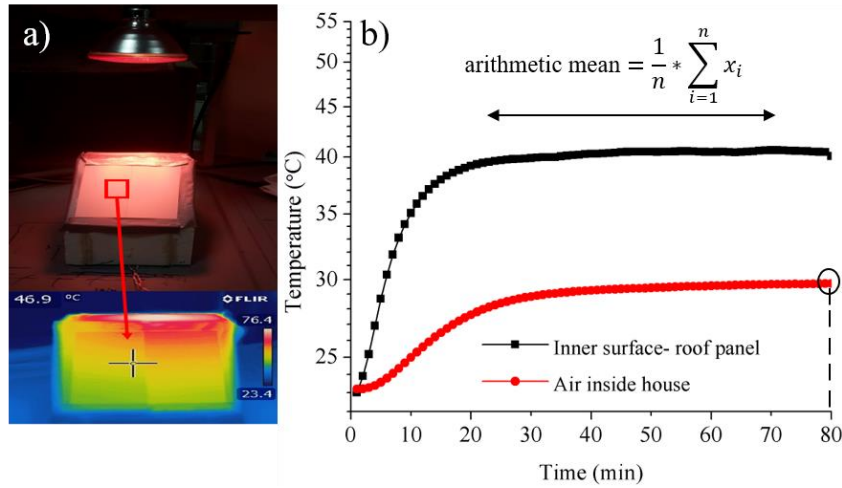 a)
46.9 °C
FLIR
76.4
23.4
b)
arithmetic mean = \frac{1}{n} * \sum_{i=1}^{n} x_i
55
50
45
40
35
30
25
Temperature (°C)
Inner surface- roof panel
Air inside house
0 10 20 30 40 50 60 70 80
Time (min)